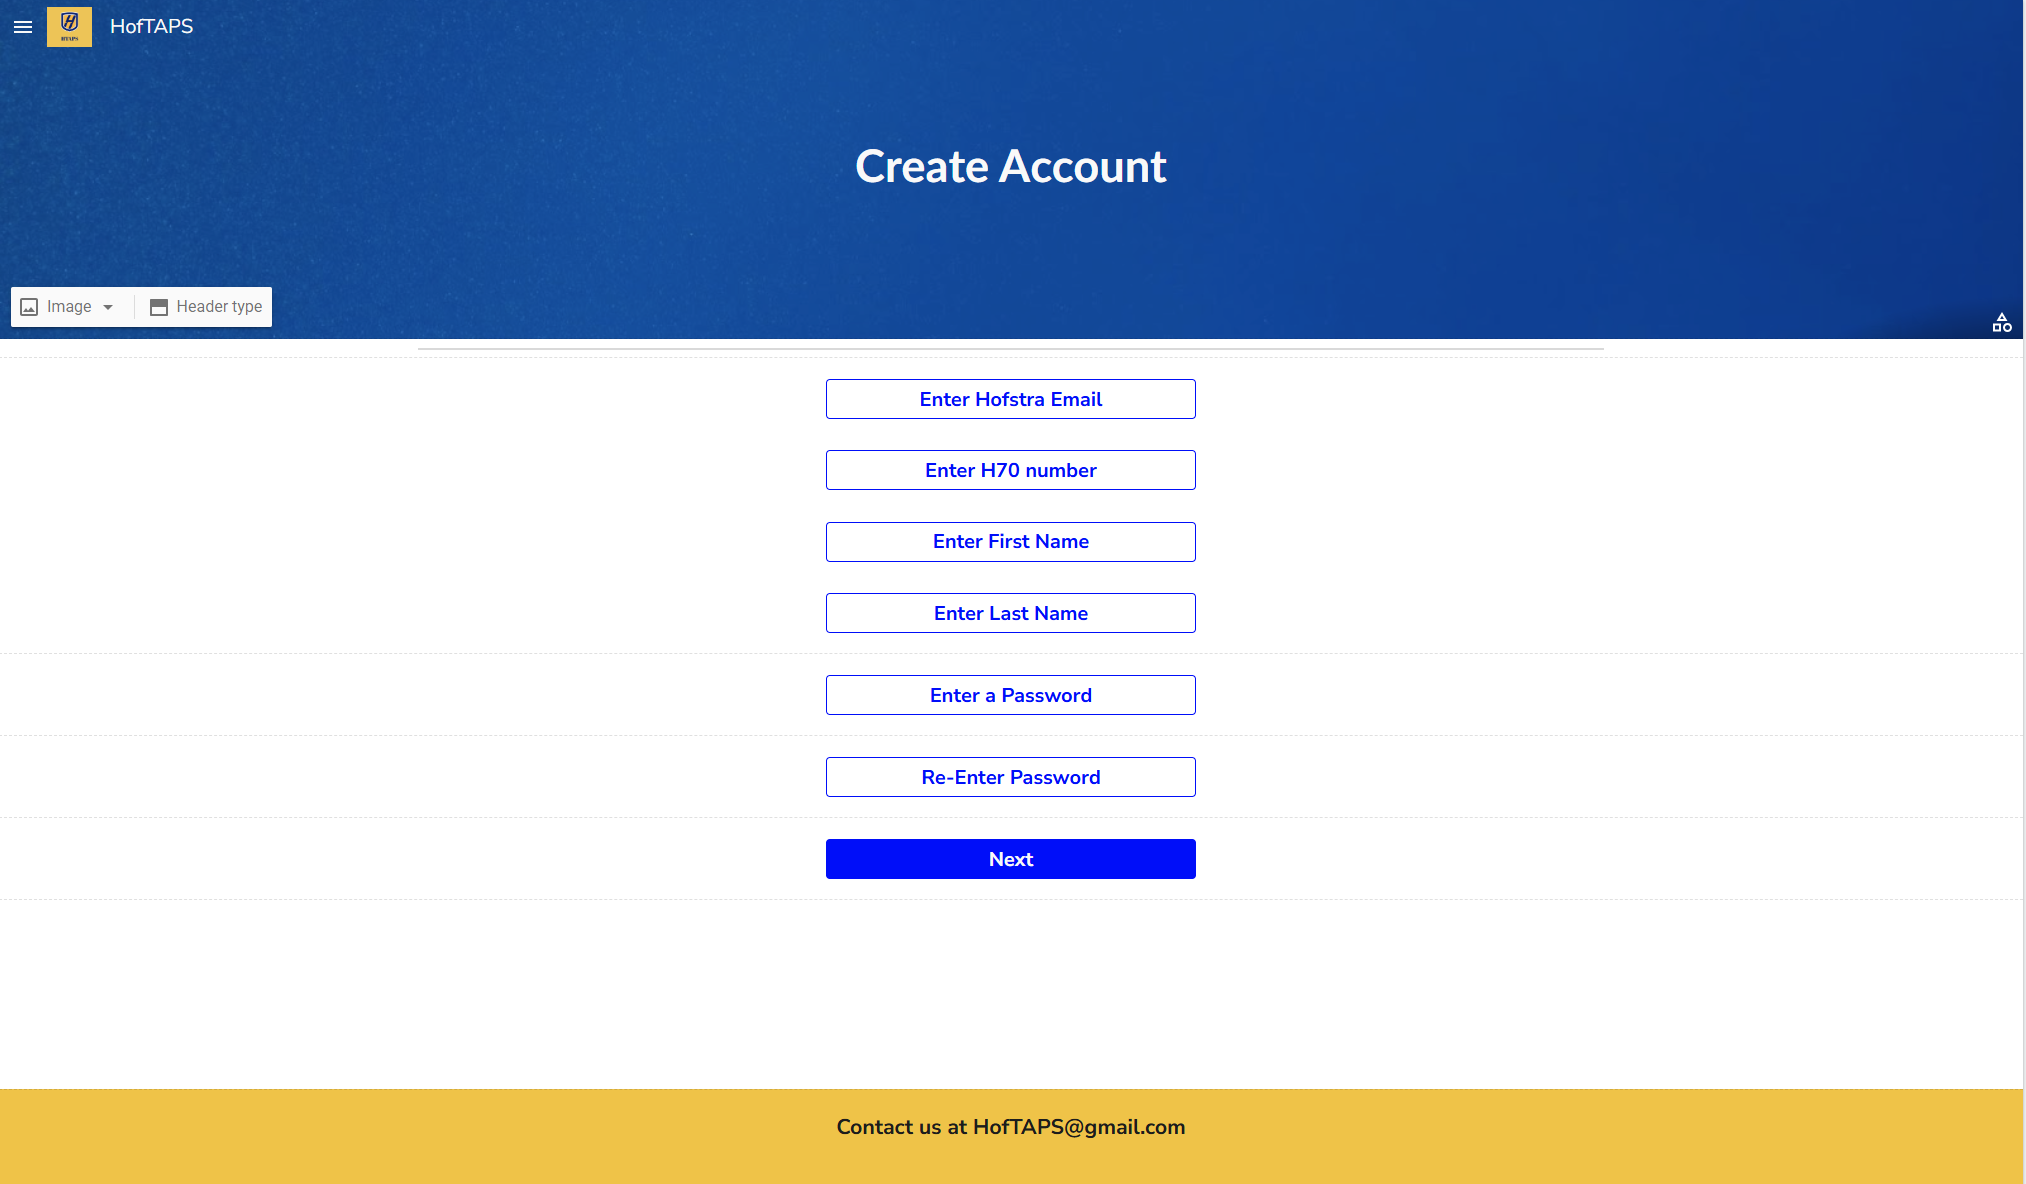 HofTAPS
HTAPS
Create Account
Image
Header type
Enter Hofstra Email
Enter H70 number
Enter First Name
Enter Last Name
Enter a Password
Re-Enter Password
Next
Contact us at HofTAPS@gmail.com